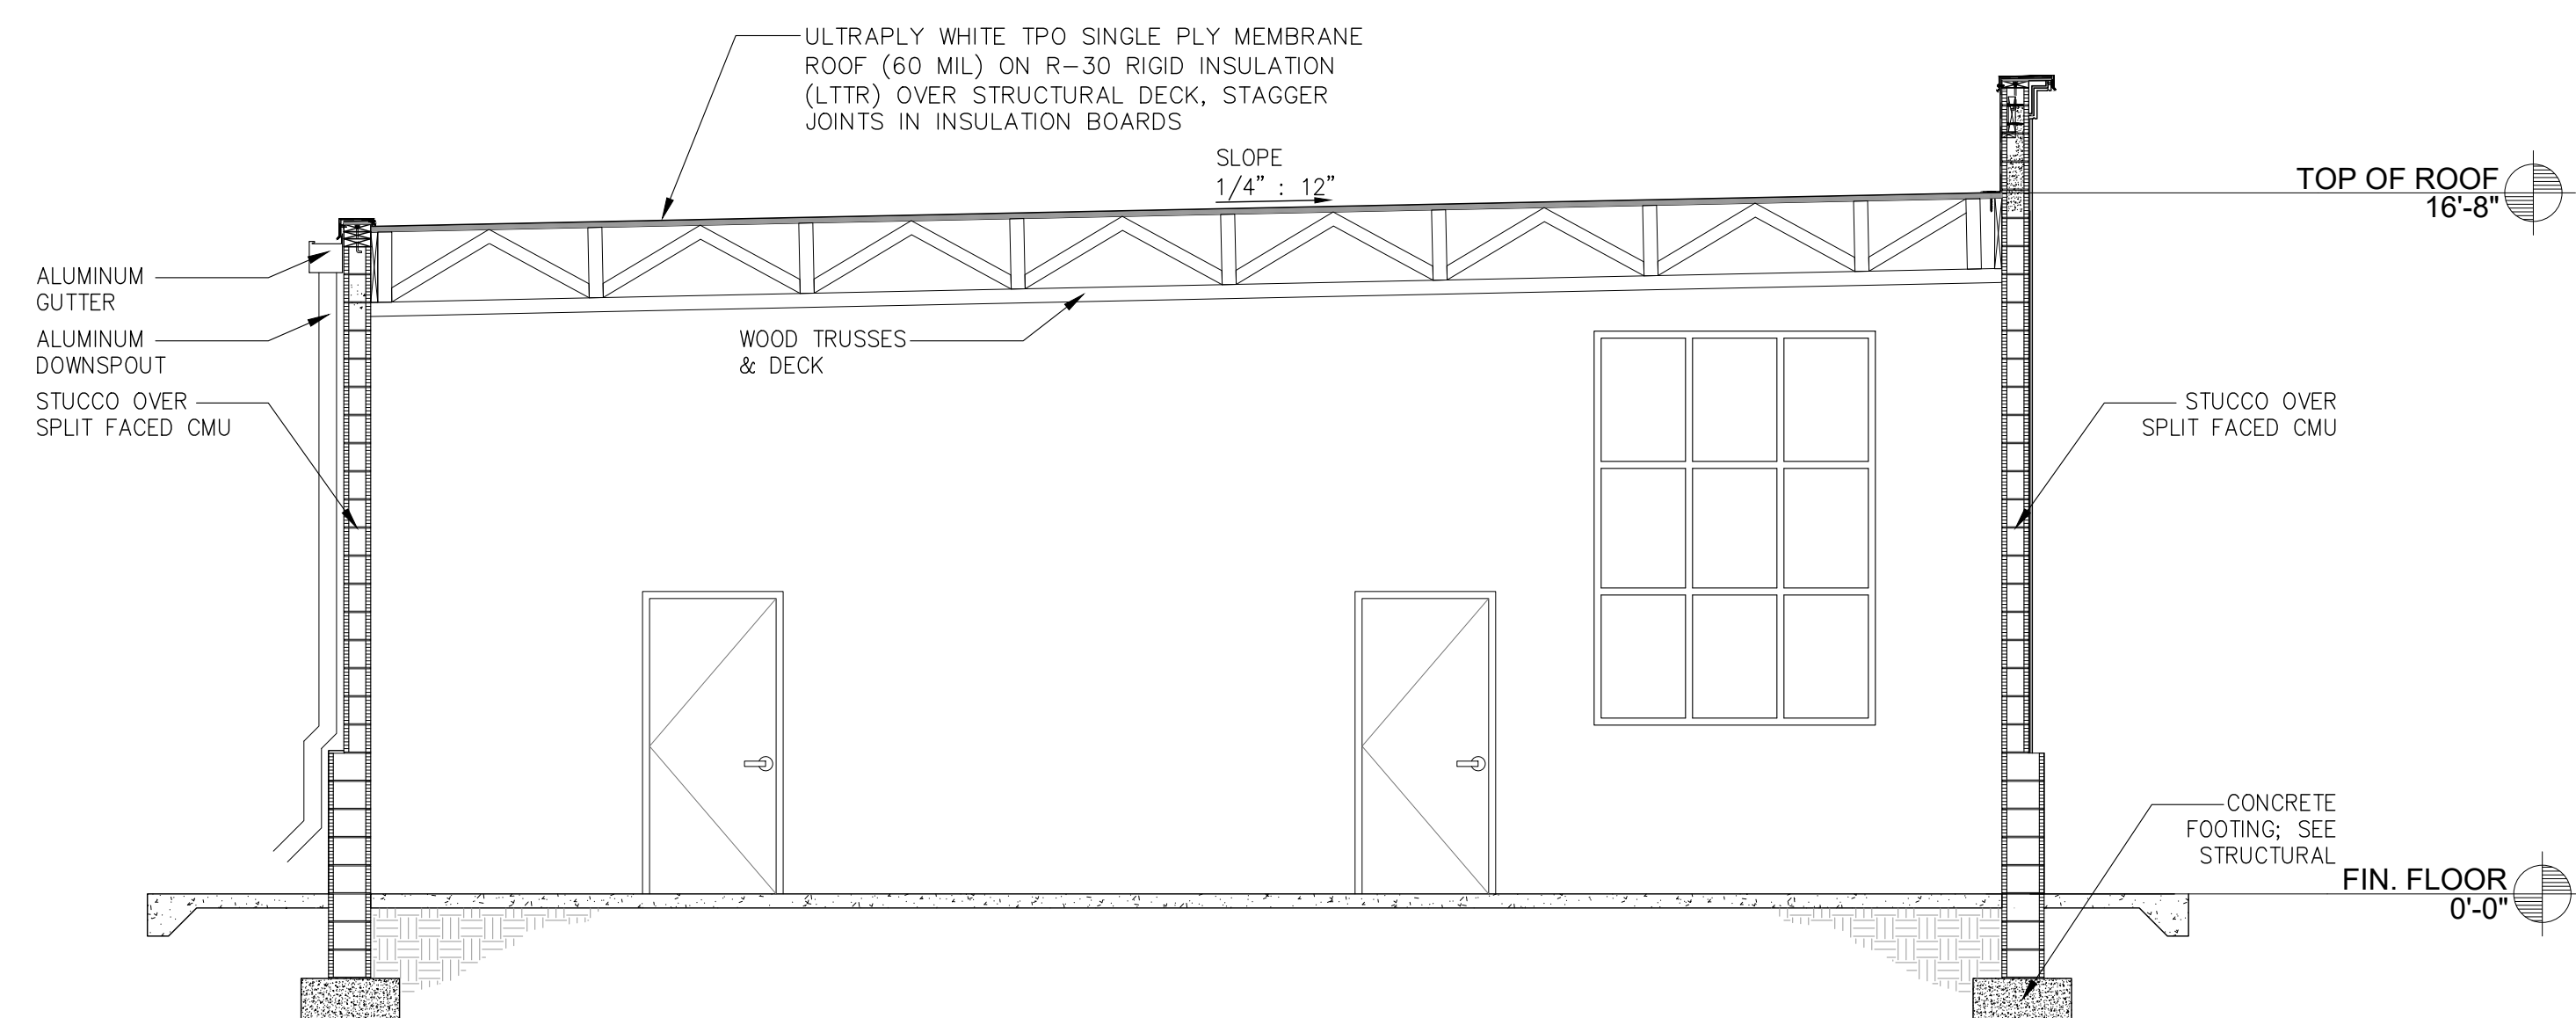 ULTRAPLY WHITE TPO SINGLE PLY MEMBRANE
ROOF (60 MIL) ON R-30 RIGID INSULATION
(LTTR) OVER STRUCTURAL DECK, STAGGER
JOINTS IN INSULATION BOARDS
SLOPE
1/4" : 12"
TOP OF ROOF
16'-8"
ALUMINUM
GUTTER
ALUMINUM
DOWNSPOUT
STUCCO OVER
SPLIT FACED CMU
WOOD TRUSSES
& DECK
STUCCO OVER
SPLIT FACED CMU
CONCRETE
FOOTING; SEE
STRUCTURAL
FIN. FLOOR
0'-0"